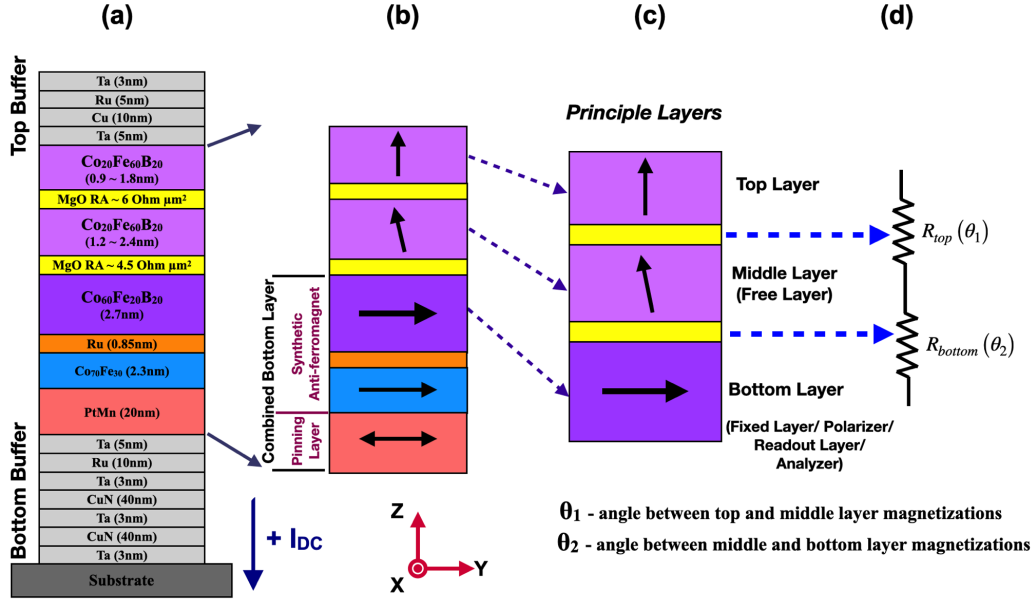 (a)
Top Buffer
Ta (3nm)
Ru (5nm)
Cu (10nm)
Ta (5nm)
Co₂₀Fe₆₀B₂₀
(0.9 ~ 1.8nm)
MgO RA ~ 6 Ohm µm²
Co₂₀Fe₆₀B₂₀
(1.2 ~ 2.4nm)
MgO RA ~ 4.5 Ohm µm²
Co₆₀Fe₂₀B₂₀
(2.7nm)
Ru (0.85nm)
Co₇₀Fe₃₀ (2.3nm)
PtMn (20nm)
Bottom Buffer
Ta (5nm)
Ru (10nm)
Ta (3nm)
CuN (40nm)
Ta (3nm)
CuN (40nm)
Ta (3nm)
Substrate
+ I_DC
(b)
Combined Bottom Layer
Synthetic
Anti-ferromagnet
Pinning
Layer
Z
X
Y
(c)
Principle Layers
Top Layer
Middle Layer
(Free Layer)
Bottom Layer
(Fixed Layer/ Polarizer/
Readout Layer/
Analyzer)
(d)
R_top (θ₁)
R_bottom (θ₂)
θ₁ - angle between top and middle layer magnetizations
θ₂ - angle between middle and bottom layer magnetizations